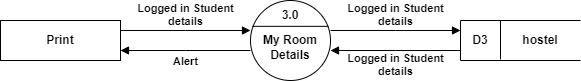 Logged in Student
details
Print
Alert
3.0
My Room
Details
Logged in Student
details
Logged in Student
details
D3
hostel